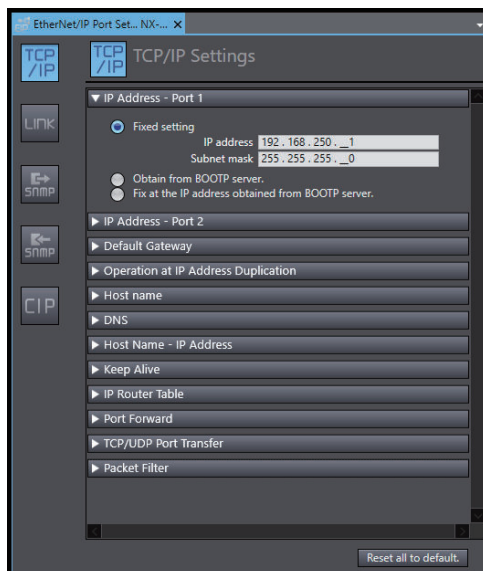 EtherNet/IP Port Set... NX-... ×
TCP
/IP
TCP
/IP
TCP/IP Settings
▼ IP Address - Port 1
LINK
Fixed setting
IP address 192 . 168 . 250 . __1
Subnet mask 255 . 255 . 255 . __0
SNMP
Obtain from BOOTP server.
Fix at the IP address obtained from BOOTP server.
▶ IP Address - Port 2
SNMP
▶ Default Gateway
▶ Operation at IP Address Duplication
CIP
▶ Host name
▶ DNS
▶ Host Name - IP Address
▶ Keep Alive
▶ IP Router Table
▶ Port Forward
▶ TCP/UDP Port Transfer
▶ Packet Filter
Reset all to default.